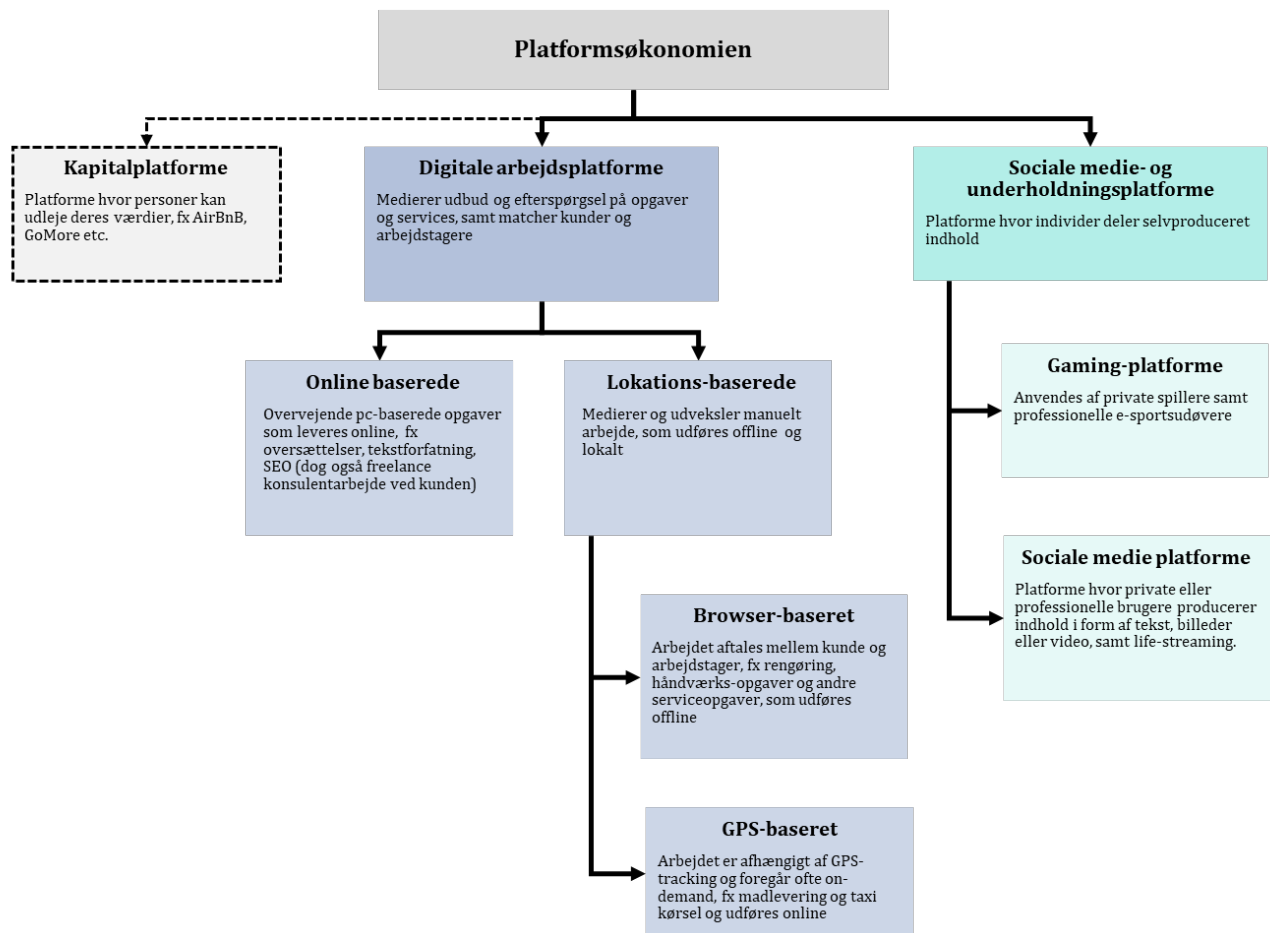 Platformsøkonomien
Kapitalplatforme
Platforme hvor personer kan
udleje deres værdier, fx AirBnB,
GoMore etc.
Digitale arbejdsplatforme
Medierer udbud og efterspørgsel på opgaver
og services, samt matcher kunder og
arbejdstagere
Sociale medie- og
underholdningsplatforme
Platforme hvor individer deler selvproduceret
indhold
Online baserede
Overvejende pc-baserede opgaver
som leveres online, fx
oversættelser, tekstforfatning,
SEO (dog også freelance
konsulentarbejde ved kunden)
Lokations-baserede
Medierer og udveksler manuelt
arbejde, som udføres offline og
lokalt
Gaming-platforme
Anvendes af private spillere samt
professionelle e-sportsudøvere
Sociale medie platforme
Platforme hvor private eller
professionelle brugere producerer
indhold i form af tekst, billeder
eller video, samt life-streaming.
Browser-baseret
Arbejdet aftales mellem kunde og
arbejdstager, fx rengøring,
håndværks-opgaver og andre
serviceopgaver, som udføres
offline
GPS-baseret
Arbejdet er afhængigt af GPS-
tracking og foregår ofte on-
demand, fx madlevering og taxi
kørsel og udføres online